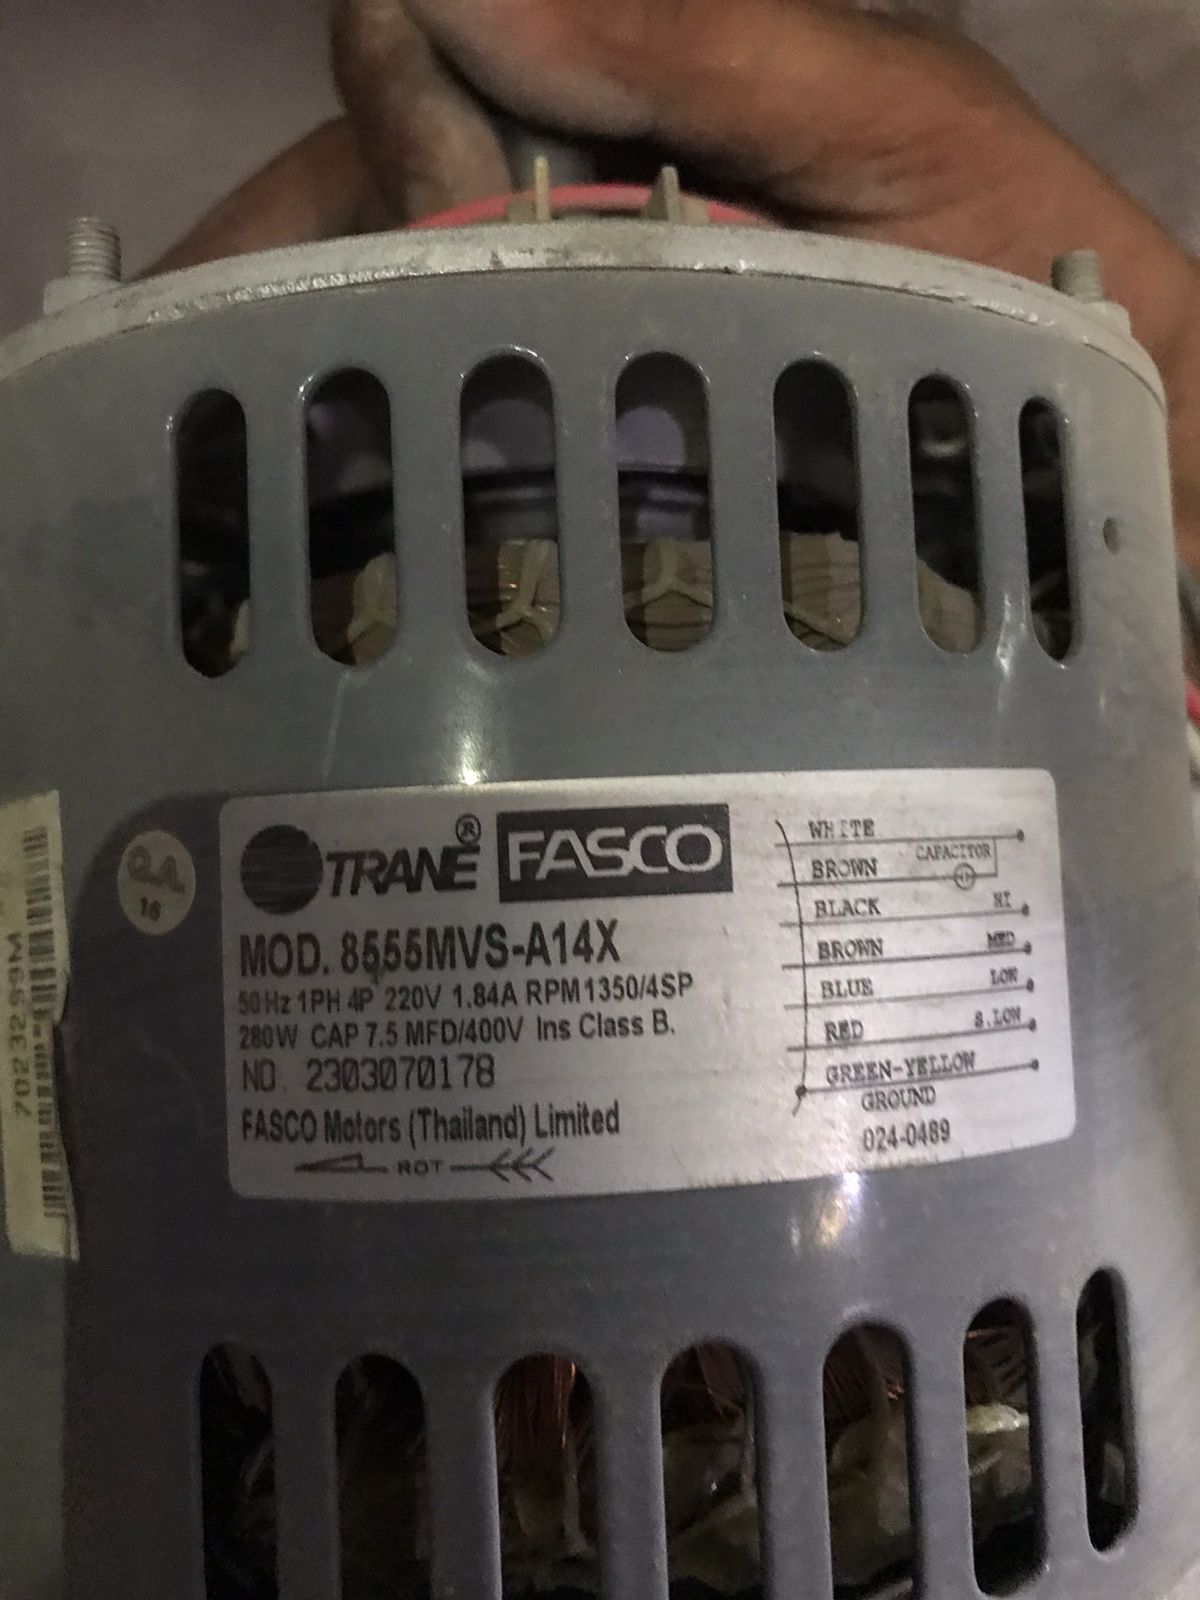 TRANE® FASCO
MOD. 8555MVS-A14X
50Hz 1PH 4P 220V 1.84A RPM1350/4SP
280W CAP 7.5 MFD/400V Ins Class B.
NO. 2303070178
FASCO Motors (Thailand) Limited
ROT
WHITE
BROWN CAPACITOR
BLACK HI
BROWN MED
BLUE LOW
RED S.LOW
GREEN-YELLOW
GROUND
024-0489
Q.A.
16
70232599M